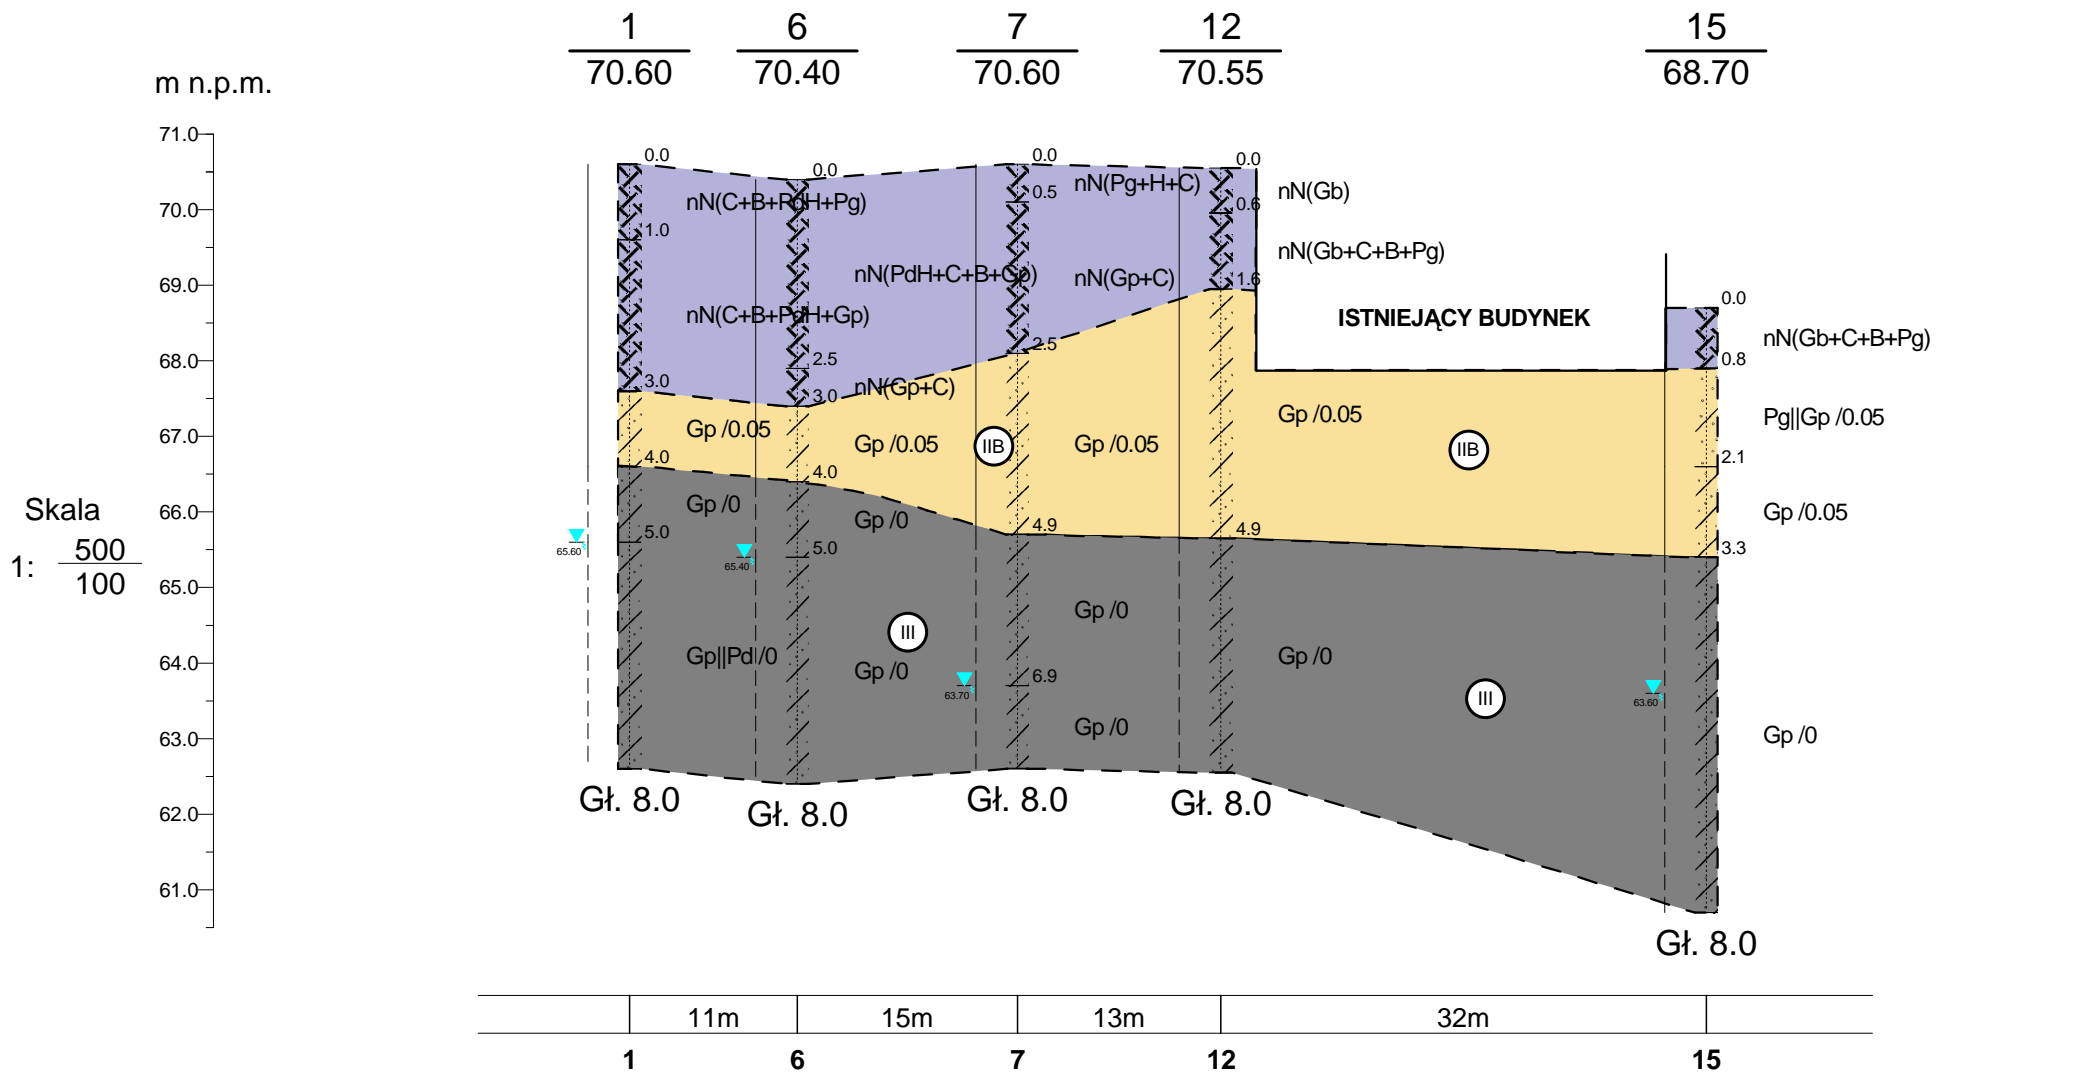 1 6 7 12 15
70.60 70.40 70.60 70.55 68.70
m n.p.m.
71.0
70.0
69.0
68.0
67.0
66.0
65.0
64.0
63.0
62.0
61.0
Skala
1: 500
100
0.0
1.0
3.0
4.0
5.0
nN(C+B+PdH+Pg)
nN(C+B+PdH+Gp)
Gp /0.05
Gp /0
Gp||Pd /0
65.60
Gł. 8.0
0.0
2.5
3.0
4.0
5.0
nN(PdH+C+B+Gp)
nN(Gp+C)
Gp /0.05
Gp /0
Gp /0
65.40
Gł. 8.0
IIB
III
0.0
0.5
2.5
4.9
6.9
nN(Pg+H+C)
nN(Gp+C)
Gp /0.05
Gp /0
Gp /0
63.70
Gł. 8.0
0.0
0.6
1.6
4.9
nN(Gb)
nN(Gb+C+B+Pg)
Gp /0.05
Gp /0
Gł. 8.0
ISTNIEJĄCY BUDYNEK
IIB
III
0.0
0.8
2.1
3.3
nN(Gb+C+B+Pg)
Pg||Gp /0.05
Gp /0.05
Gp /0
63.60
Gł. 8.0
11m 15m 13m 32m
1 6 7 12 15